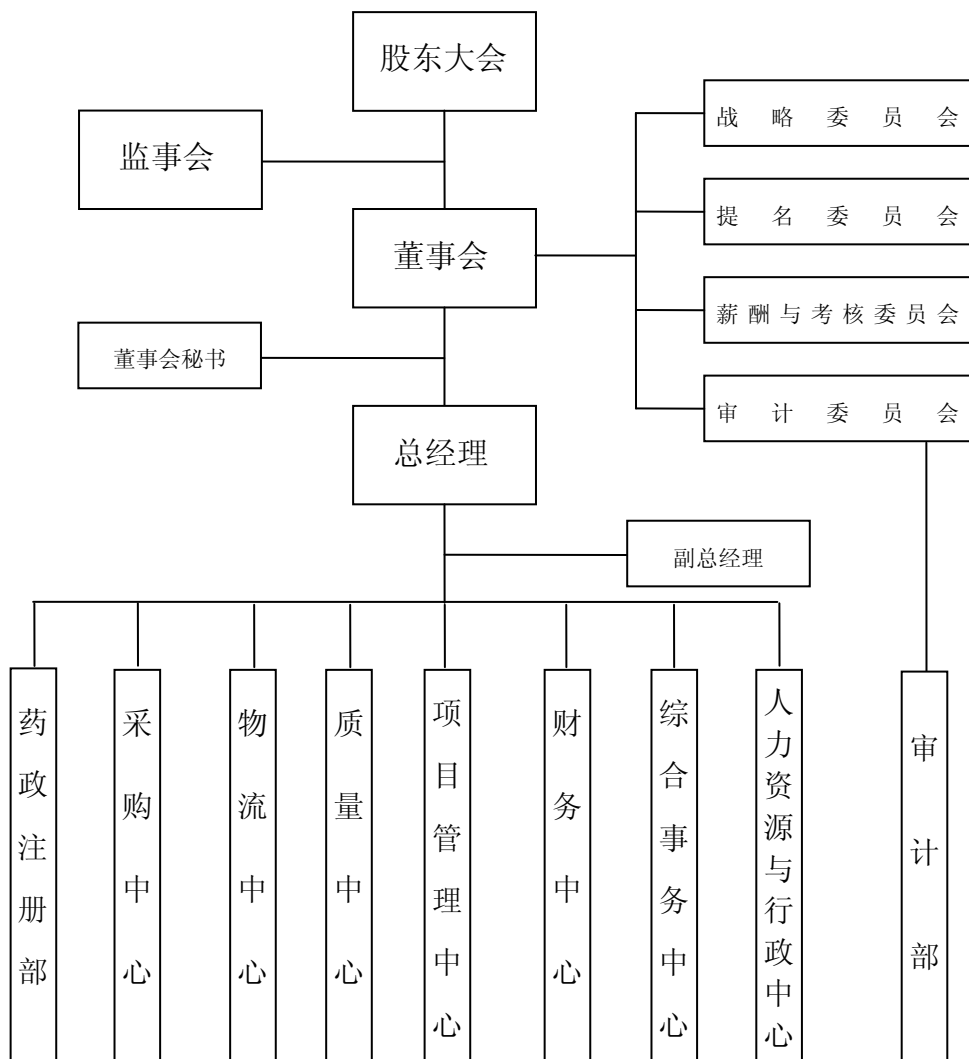 股东大会
战略委员会
监事会
提名委员会
董事会
薪酬与考核委员会
董事会秘书
审计委员会
总经理
副总经理
药政注册部
采购中心
物流中心
质量中心
项目管理中心
财务中心
综合事务中心
人力资源与行政中心
审计部